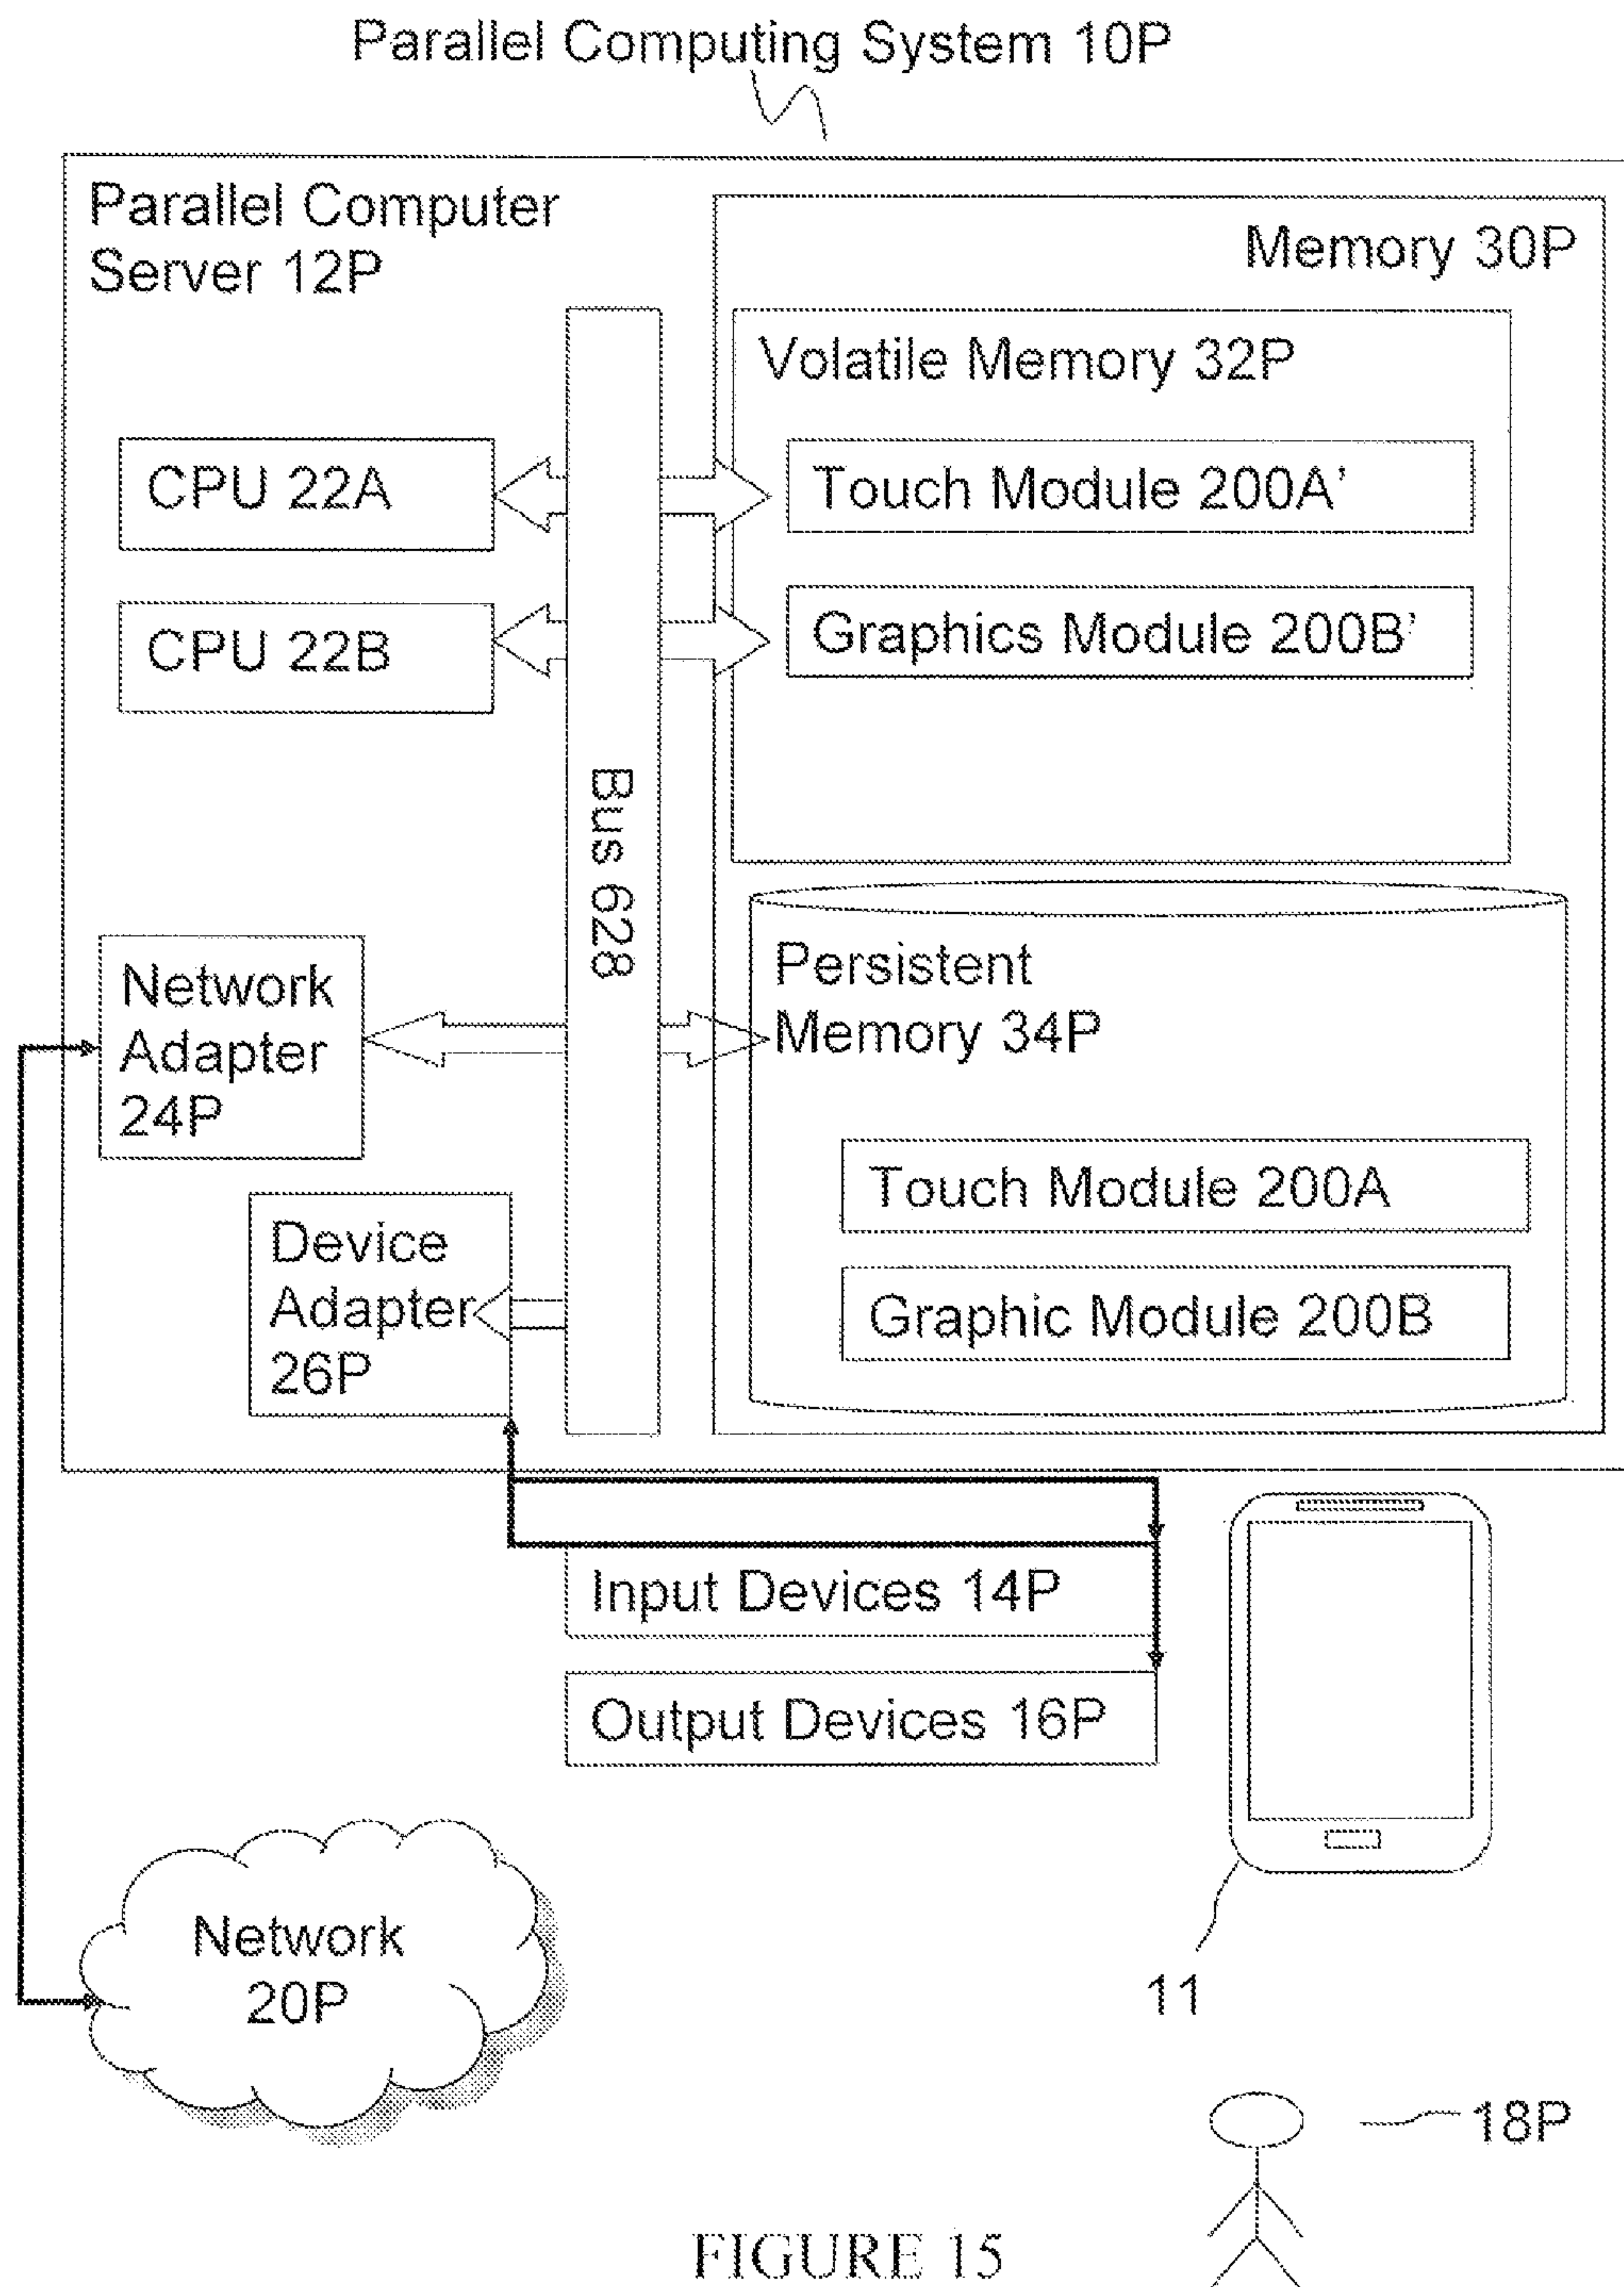 Parallel Computing System 10P
Parallel Computer
Server 12P
Memory 30P
Volatile Memory 32P
CPU 22A
Touch Module 200A'
CPU 22B
Graphics Module 200B'
Bus 628
Network
Adapter
24P
Persistent
Memory 34P
Touch Module 200A
Device
Adapter
26P
Graphic Module 200B
Input Devices 14P
Output Devices 16P
Network
20P
11
18P
FIGURE 15